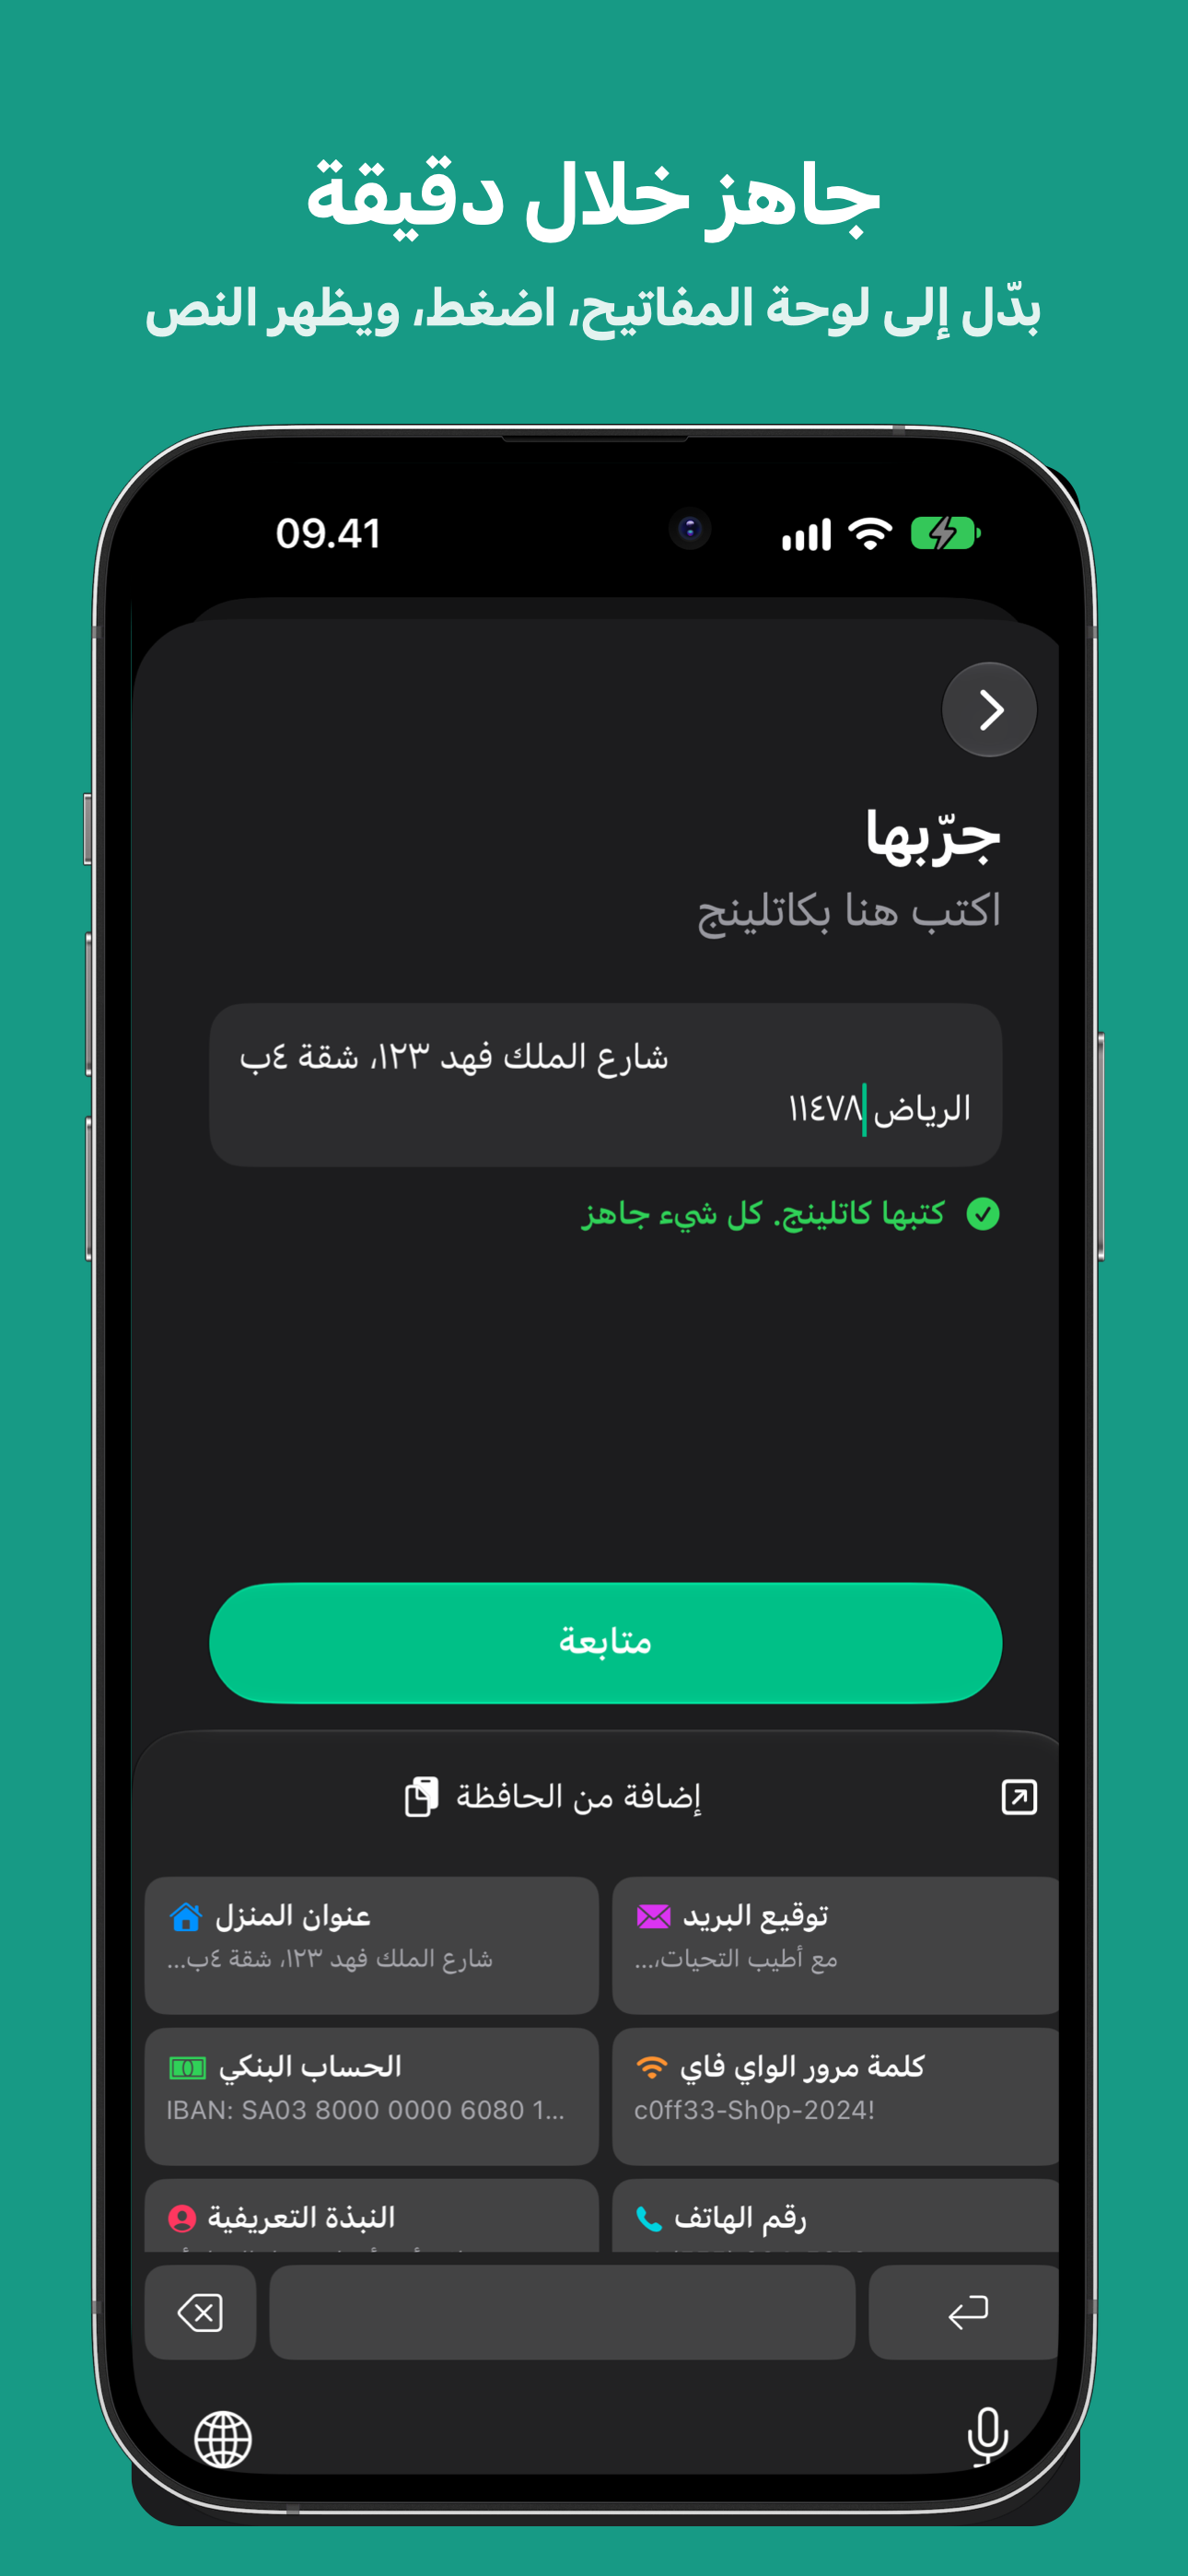 جاهز خلال دقيقة
بدّل إلى لوحة المفاتيح، اضغط، ويظهر النص
09.41
جرّبها
اكتب هنا بكاتلينج
شارع الملك فهد ١٢٣، شقة ٤ب
الرياض ١١٤٧٨
كتبها كاتلينج. كل شيء جاهز
متابعة
إضافة من الحافظة
توقيع البريد
مع أطيب التحيات،...
عنوان المنزل
شارع الملك فهد ١٢٣، شقة ٤ب...
كلمة مرور الواي فاي
c0ff33-Sh0p-2024!
الحساب البنكي
IBAN: SA03 8000 0000 6080 1...
رقم الهاتف
النبذة التعريفية